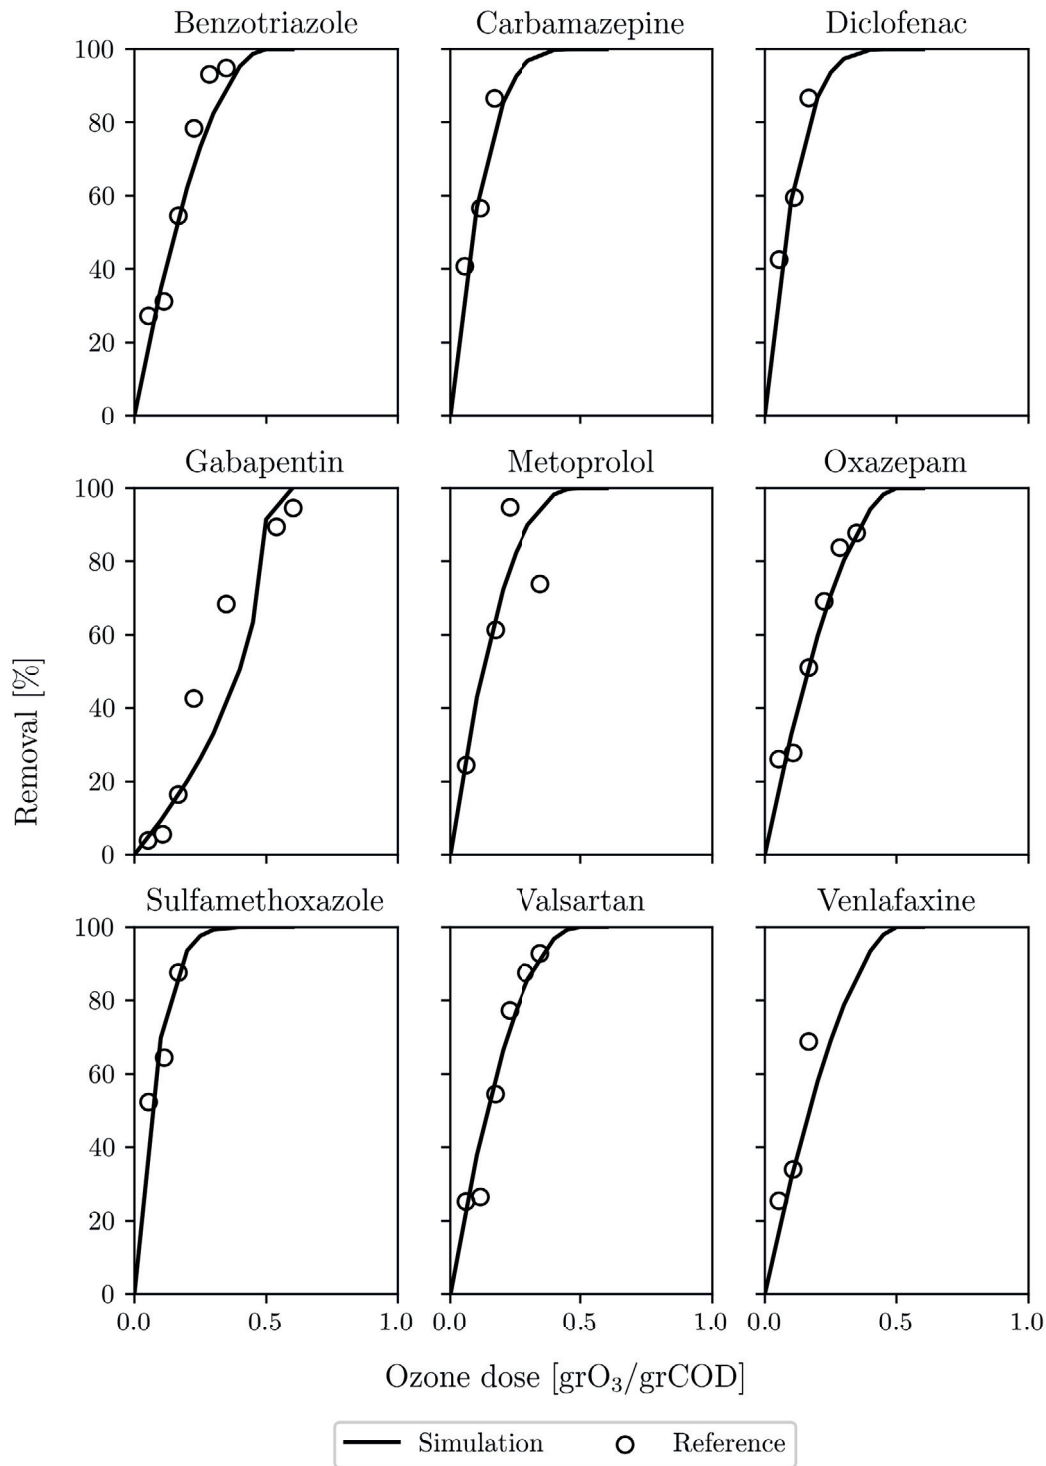 Benzotriazole Carbamazepine Diclofenac
100
80
60
40
20
0
Gabapentin Metoprolol Oxazepam
100
80
60
40
20
0
Removal [%]
Sulfamethoxazole Valsartan Venlafaxine
100
80
60
40
20
0
0.0 0.5 1.0 0.0 0.5 1.0 0.0 0.5 1.0
Ozone dose [grO₃/grCOD]
Simulation Reference